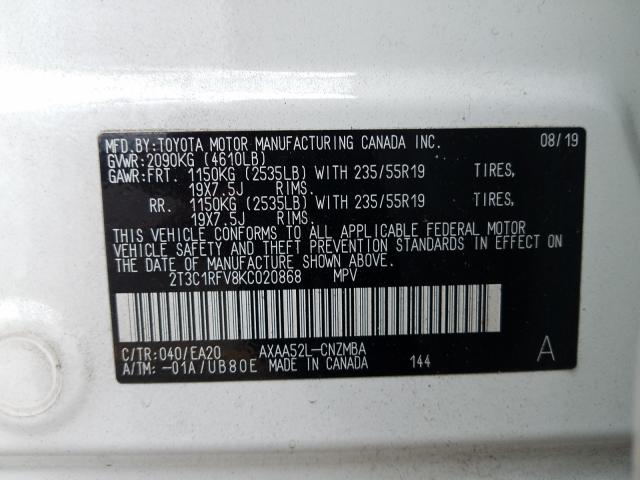 MFD.BY:TOYOTA MOTOR MANUFACTURING CANADA INC. 08/19
GVWR:2090KG (4610LB)
GAWR:FRT. 1150KG (2535LB) WITH 235/55R19 TIRES,
19X7.5J RIMS.
RR. 1150KG (2535LB) WITH 235/55R19 TIRES,
19X7.5J RIMS.
THIS VEHICLE CONFORMS TO ALL APPLICABLE FEDERAL MOTOR
VEHICLE SAFETY AND THEFT PREVENTION STANDARDS IN EFFECT ON
THE DATE OF MANUFACTURE SHOWN ABOVE.
2T3C1RFV8KC020868 MPV
C/TR:040/EA20 AXAA52L-CNZMBA
A/TM: -01A/UB80E MADE IN CANADA 144 A